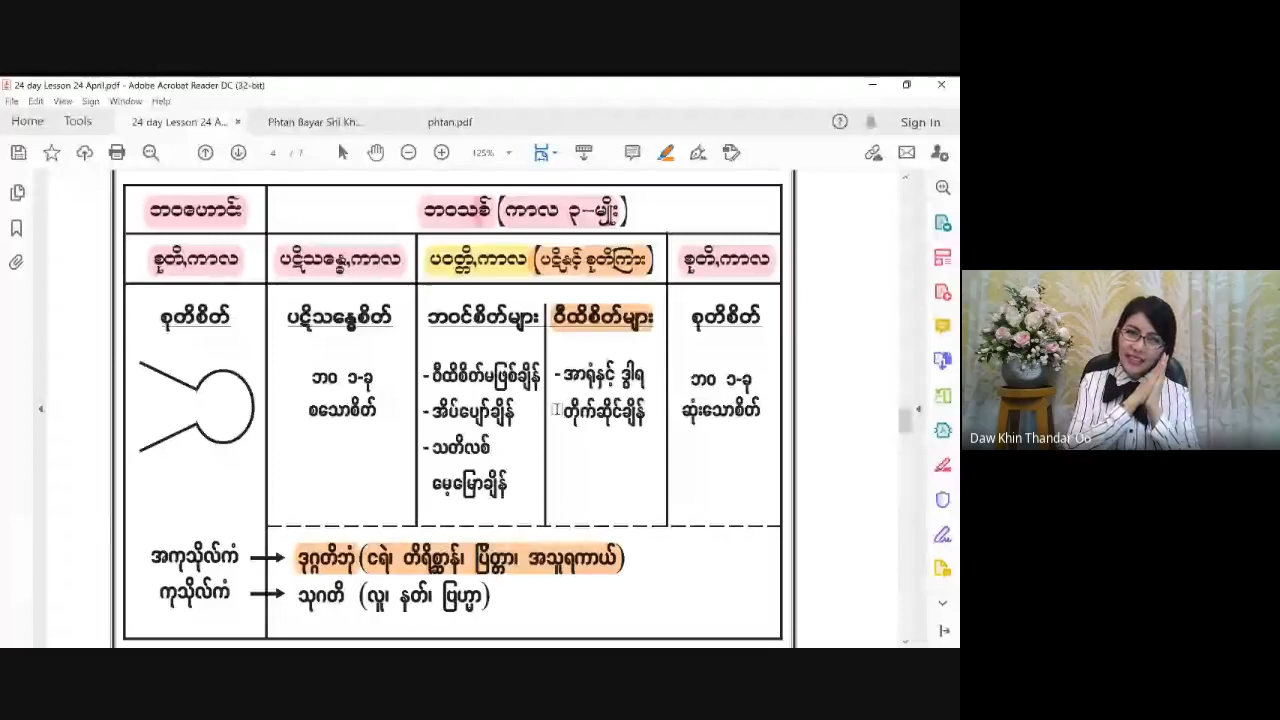 24 day Lesson 24 April.pdf - Adobe Acrobat Reader DC (32-bit)
File Edit View Sign Window Help
Home Tools 24 day Lesson 24 A... × Phtan Bayar Shi Kh... phtan.pdf Sign In
4 / 7 125%
ဘဝဟောင်း ဘဝသစ် (ကာလ ၃-မျိုး)
စုတိ,ကာလ ပဋိသန္ဓေ,ကာလ ပဝတ္တိ,ကာလ (ပဋိနှင့် စုတိကြား) စုတိ,ကာလ
စုတိစိတ် ပဋိသန္ဓေစိတ် ဘဝင်စိတ်များ ဝီထိစိတ်များ စုတိစိတ်
ဘဝ ၁-ခု - ဝီထိစိတ်မဖြစ်ချိန် - အာရုံနှင့် ဒွါရ ဘဝ ၁-ခု
စသောစိတ် - အိပ်ပျော်ချိန် တိုက်ဆိုင်ချိန် ဆုံးသောစိတ်
- သတိလစ်
မေ့မြောချိန်
အကုသိုလ်ကံ → ဒုဂ္ဂတိဘုံ (ငရဲ၊ တိရိစ္ဆာန်၊ ပြိတ္တာ၊ အသူရကာယ်)
ကုသိုလ်ကံ → သုဂတိ (လူ၊ နတ်၊ ဗြဟ္မာ)
Daw Khin Thandar Oo